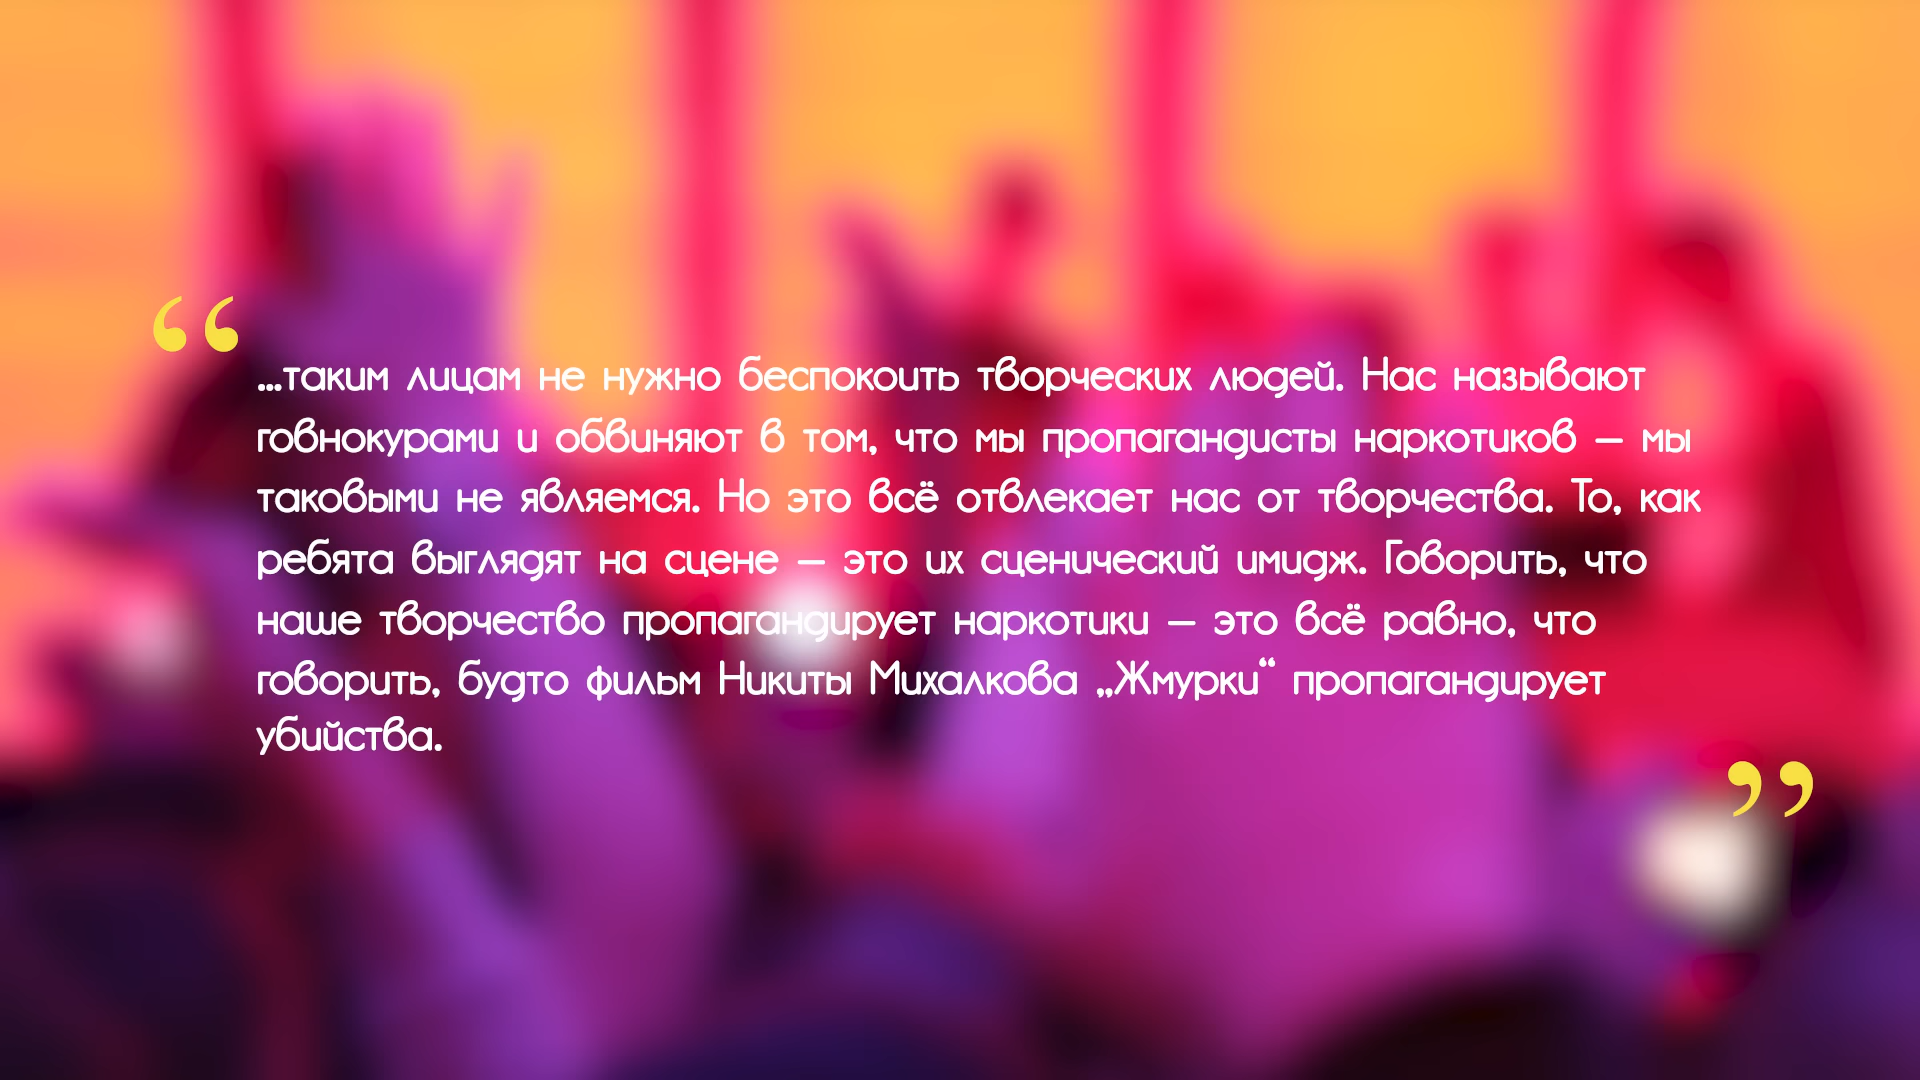 “
...таким лицам не нужно беспокоить творческих людей. Нас называют
говнокурами и обввиняют в том, что мы пропагандисты наркотиков – мы
таковыми не являемся. Но это всё отвлекает нас от творчества. То, как
ребята выглядят на сцене – это их сценический имидж. Говорить, что
наше творчество пропагандирует наркотики – это всё равно, что
говорить, будто фильм Никиты Михалкова „Жмурки“ пропагандирует
убийства.
”